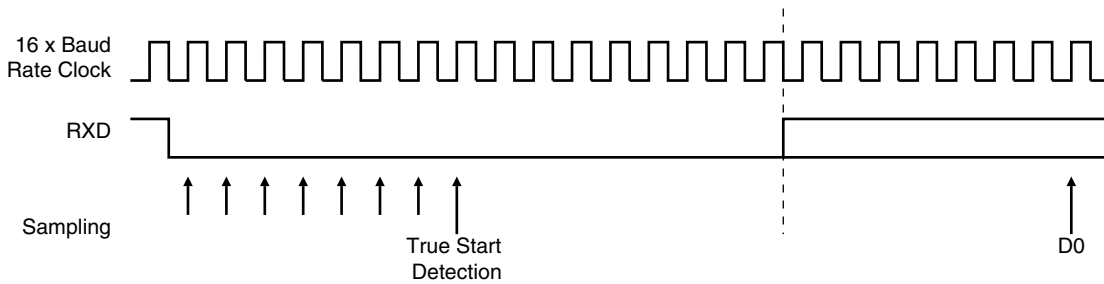 16 x Baud
Rate Clock
RXD
Sampling
True Start
Detection
D0